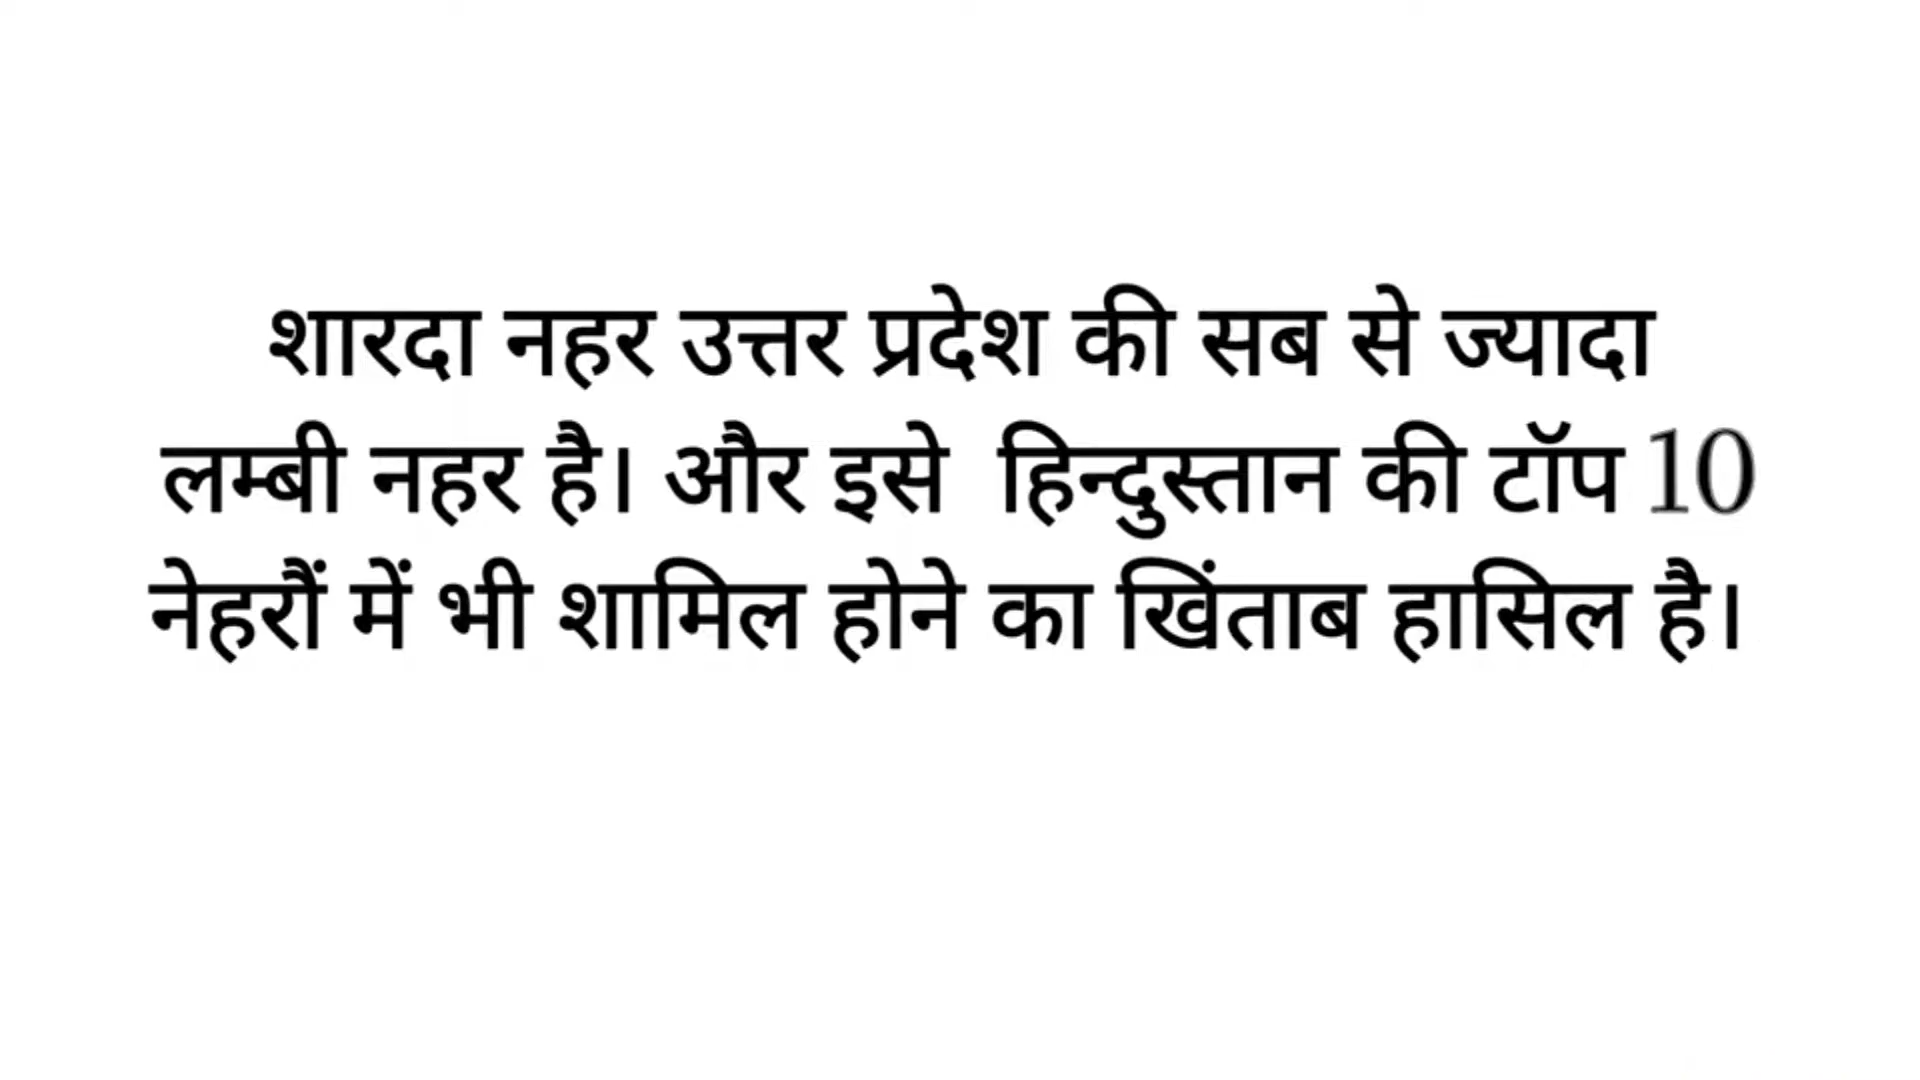 शारदा नहर उत्तर प्रदेश की सब से ज्यादा
लम्बी नहर है। और इसे  हिन्दुस्तान की टॉप 10
नेहरौं में भी शामिल होने का खिंताब हासिल है।